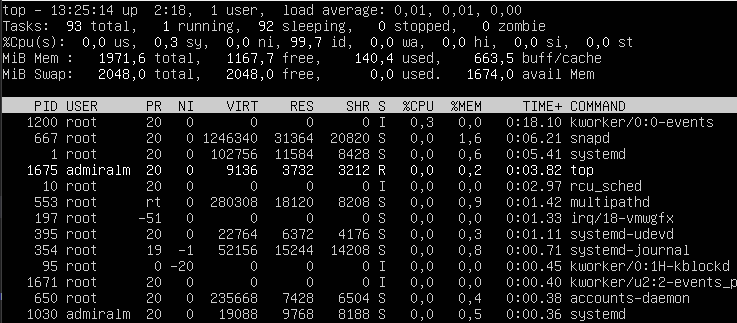 top - 13:25:14 up  2:18,  1 user,  load average: 0,01, 0,01, 0,00
Tasks:  93 total,   1 running,  92 sleeping,   0 stopped,   0 zombie
%Cpu(s):  0,0 us,  0,3 sy,  0,0 ni, 99,7 id,  0,0 wa,  0,0 hi,  0,0 si,  0,0 st
MiB Mem :   1971,6 total,   1167,7 free,    140,4 used,    663,5 buff/cache
MiB Swap:   2048,0 total,   2048,0 free,      0,0 used.   1674,0 avail Mem
PID USER      PR  NI    VIRT    RES    SHR S  %CPU  %MEM     TIME+ COMMAND
1200 root      20   0       0      0      0 I   0,3   0,0   0:18.10 kworker/0:0-events
667 root      20   0 1246340  31364  20820 S   0,0   1,6   0:06.21 snapd
1 root      20   0  102756  11584   8428 S   0,0   0,6   0:05.41 systemd
1675 admiralm  20   0    9136   3732   3212 R   0,0   0,2   0:03.82 top
10 root      20   0       0      0      0 I   0,0   0,0   0:02.97 rcu_sched
553 root      rt   0  280308  18120   8208 S   0,0   0,9   0:01.42 multipathd
197 root     -51   0       0      0      0 S   0,0   0,0   0:01.33 irq/18-vmwgfx
395 root      20   0   22764   6372   4176 S   0,0   0,3   0:01.11 systemd-udevd
354 root      19  -1   52156  15244  14208 S   0,0   0,8   0:00.71 systemd-journal
95 root       0 -20       0      0      0 I   0,0   0,0   0:00.45 kworker/0:1H-kblockd
1671 root      20   0       0      0      0 I   0,0   0,0   0:00.40 kworker/u2:2-events_p
650 root      20   0  235668   7428   6504 S   0,0   0,4   0:00.38 accounts-daemon
1030 admiralm  20   0   19088   9768   8188 S   0,0   0,5   0:00.36 systemd